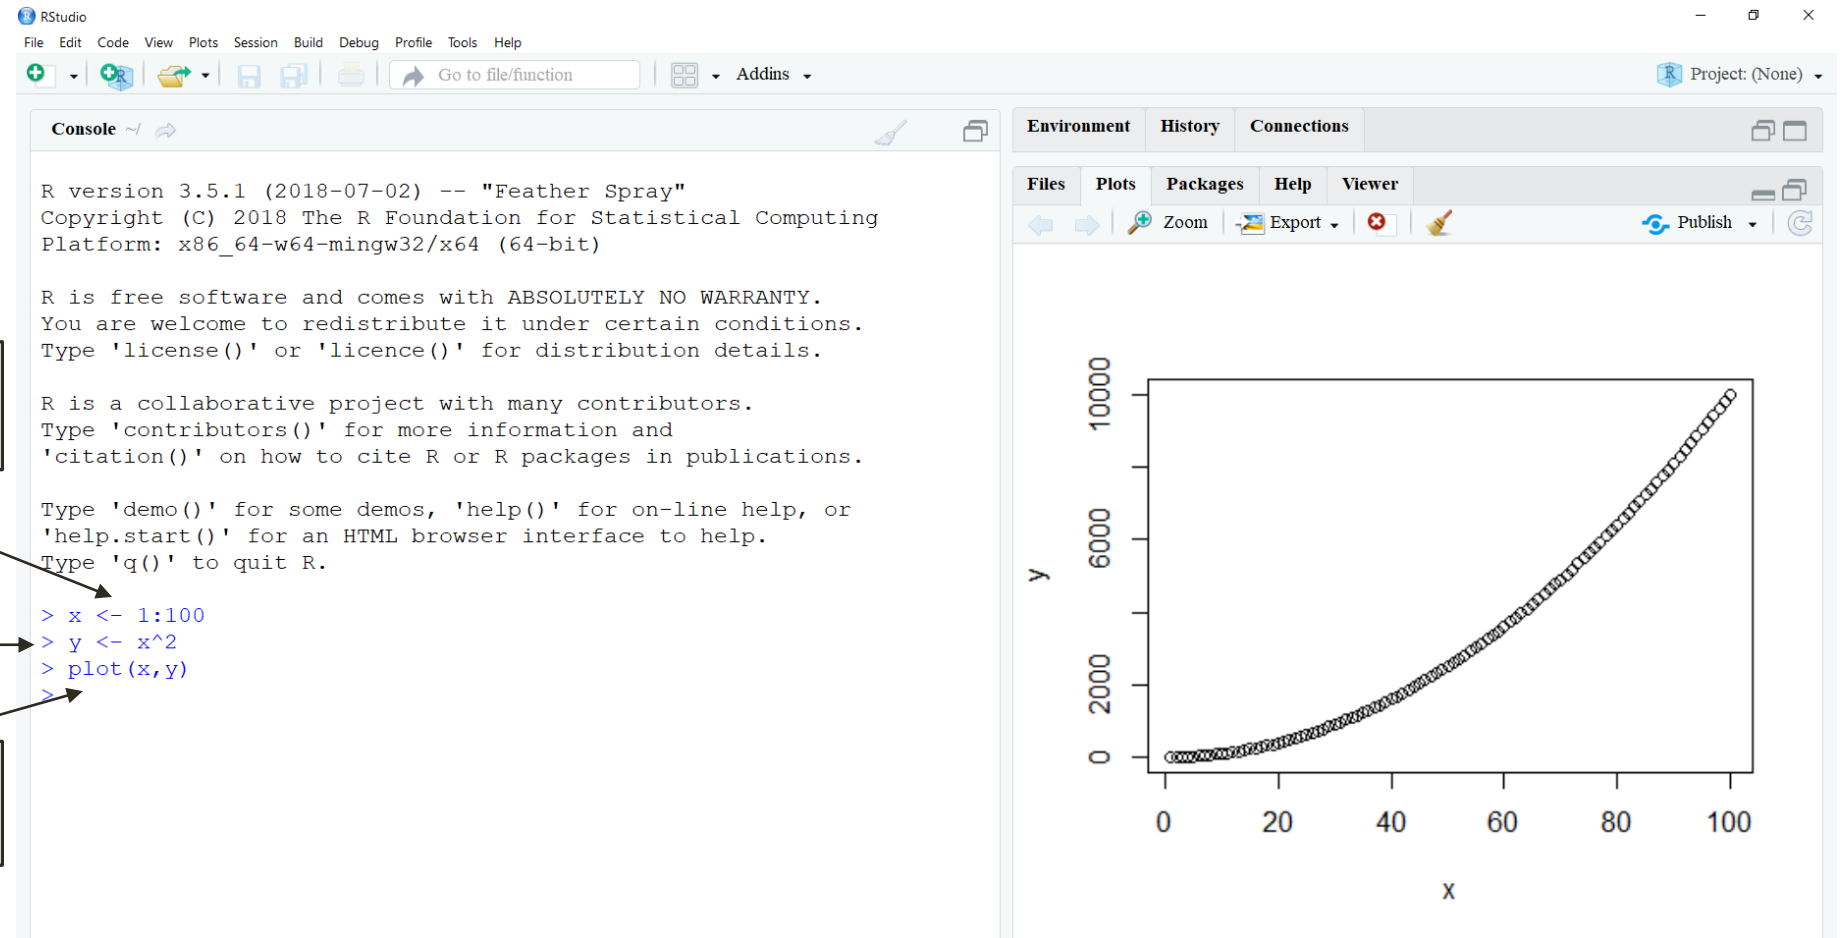 RStudio
File Edit Code View Plots Session Build Debug Profile Tools Help
Go to file/function Addins Project: (None)
Console ~/
R version 3.5.1 (2018-07-02) -- "Feather Spray"
Copyright (C) 2018 The R Foundation for Statistical Computing
Platform: x86_64-w64-mingw32/x64 (64-bit)
R is free software and comes with ABSOLUTELY NO WARRANTY.
You are welcome to redistribute it under certain conditions.
Type 'license()' or 'licence()' for distribution details.
R is a collaborative project with many contributors.
Type 'contributors()' for more information and
'citation()' on how to cite R or R packages in publications.
Type 'demo()' for some demos, 'help()' for on-line help, or
'help.start()' for an HTML browser interface to help.
Type 'q()' to quit R.
> x <- 1:100
> y <- x^2
> plot(x,y)
>
Environment History Connections
Files Plots Packages Help Viewer
Zoom Export Publish
10000
6000
2000
0
y
0 20 40 60 80 100
x